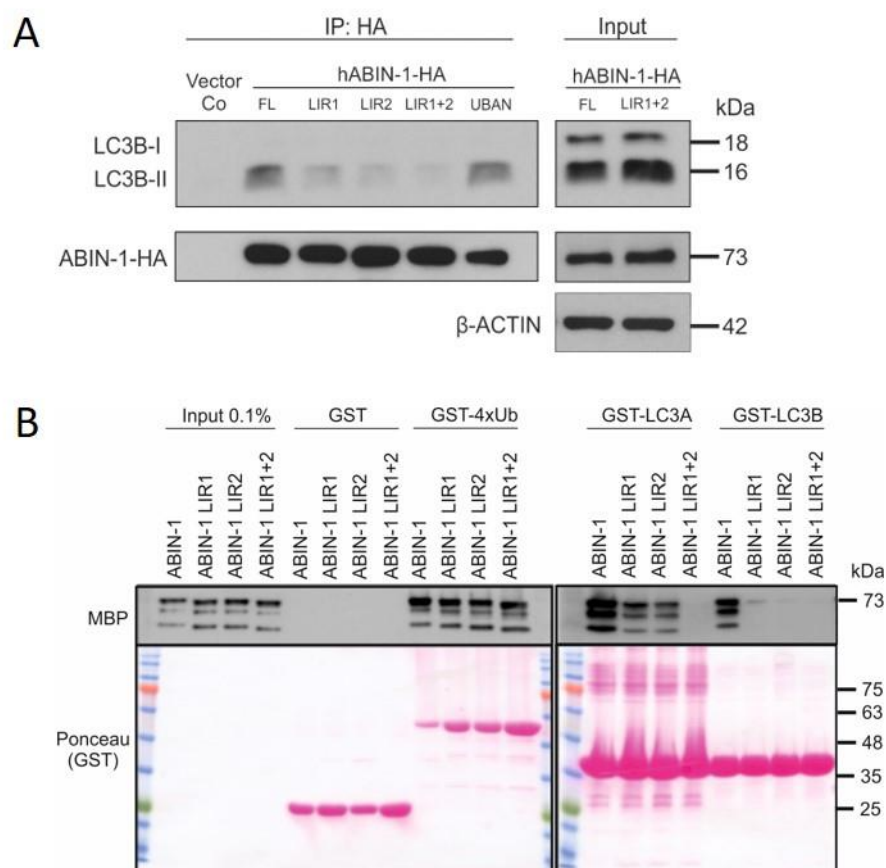 A
IP: HA
Input
Vector Co
hABIN-1-HA
hABIN-1-HA
FL LIR1 LIR2 LIR1+2 UBAN
FL LIR1+2
kDa
LC3B-I
18
LC3B-II
16
ABIN-1-HA
73
β-ACTIN
42
B
Input 0.1%
GST
GST-4xUb
GST-LC3A
GST-LC3B
ABIN-1
ABIN-1 LIR1
ABIN-1 LIR2
ABIN-1 LIR1+2
ABIN-1
ABIN-1 LIR1
ABIN-1 LIR2
ABIN-1 LIR1+2
ABIN-1
ABIN-1 LIR1
ABIN-1 LIR2
ABIN-1 LIR1+2
ABIN-1
ABIN-1 LIR1
ABIN-1 LIR2
ABIN-1 LIR1+2
ABIN-1
ABIN-1 LIR1
ABIN-1 LIR2
ABIN-1 LIR1+2
kDa
MBP
73
Ponceau
(GST)
75
63
48
35
25